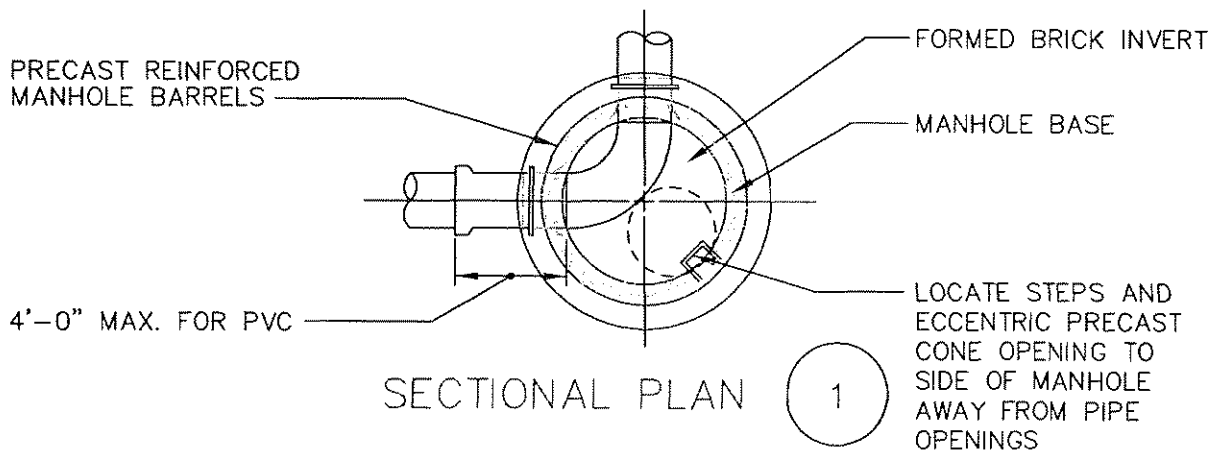 PRECAST REINFORCED
MANHOLE BARRELS
FORMED BRICK INVERT
MANHOLE BASE
4'-0" MAX. FOR PVC
LOCATE STEPS AND
ECCENTRIC PRECAST
CONE OPENING TO
SIDE OF MANHOLE
AWAY FROM PIPE
OPENINGS
SECTIONAL PLAN
1